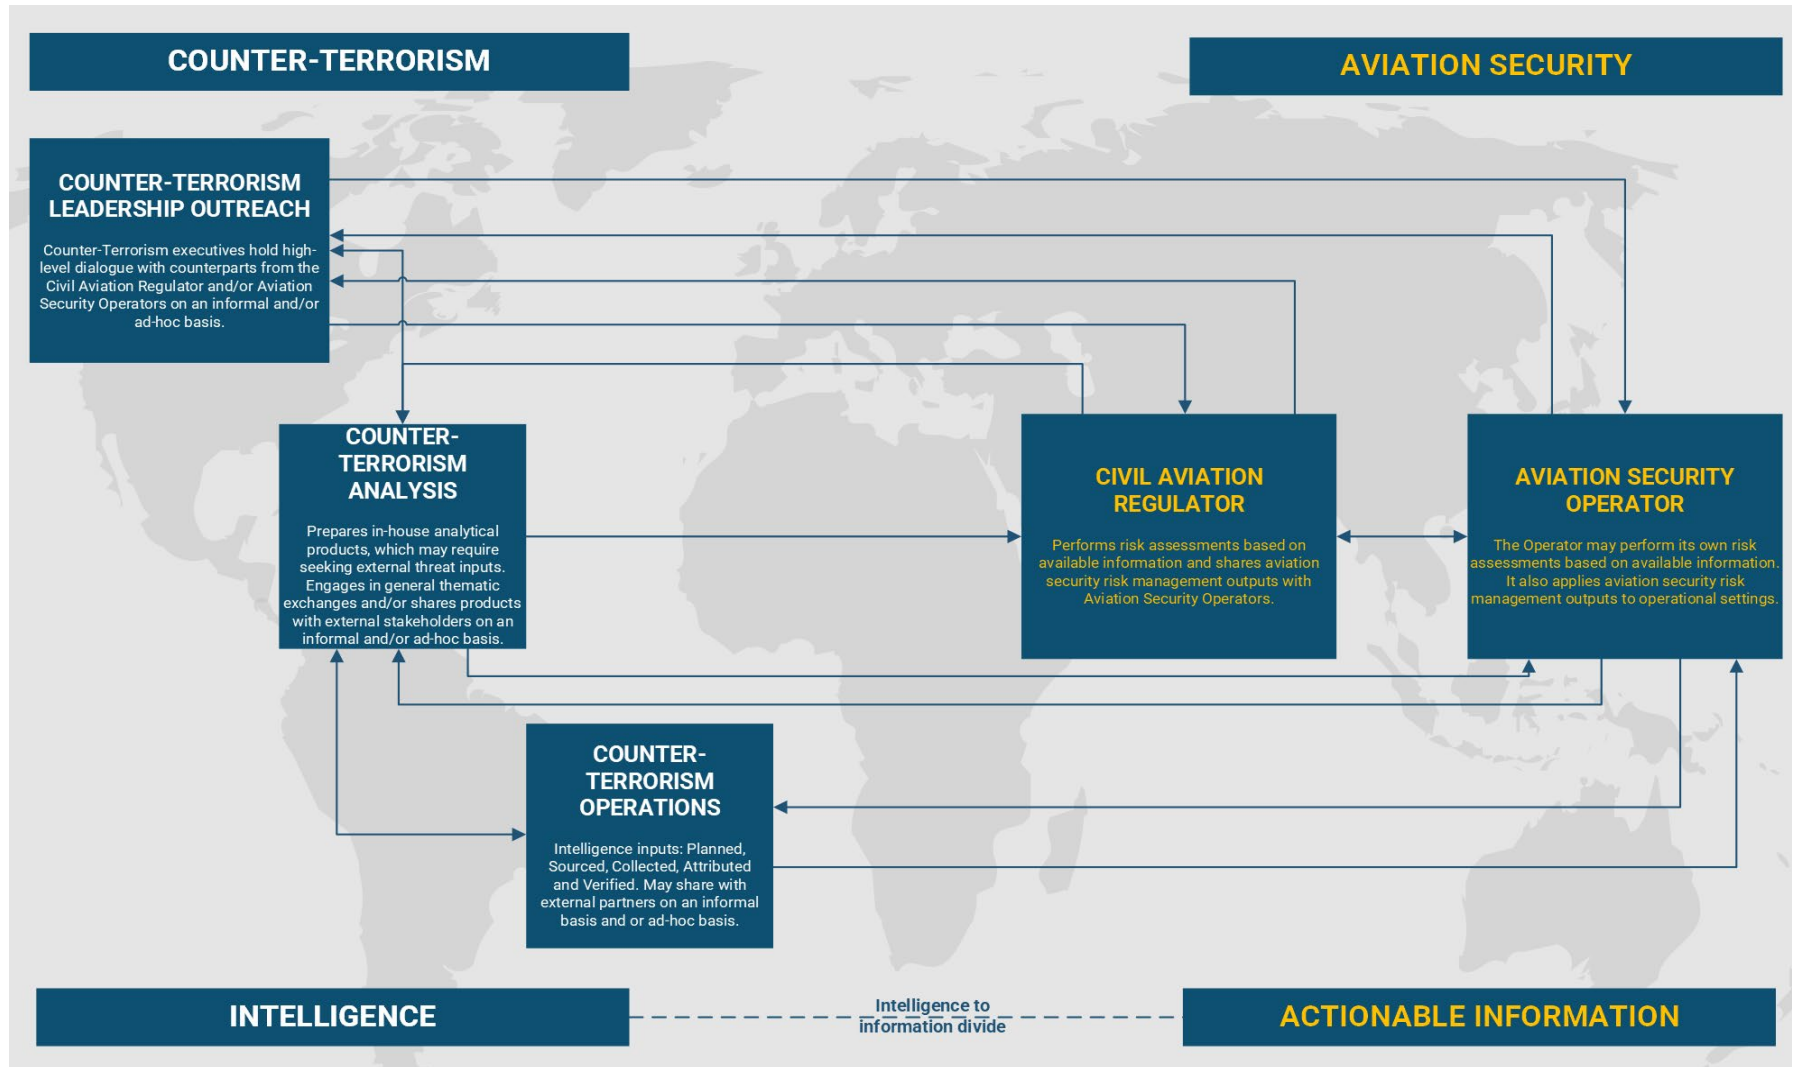 COUNTER-TERRORISM
AVIATION SECURITY
COUNTER-TERRORISM
LEADERSHIP OUTREACH
Counter-Terrorism executives hold high-
level dialogue with counterparts from the
Civil Aviation Regulator and/or Aviation
Security Operators on an informal and/or
ad-hoc basis.
COUNTER-
TERRORISM
ANALYSIS
Prepares in-house analytical
products, which may require
seeking external threat inputs.
Engages in general thematic
exchanges and/or shares products
with external stakeholders on an
informal and/or ad-hoc basis.
CIVIL AVIATION
REGULATOR
Performs risk assessments based on
available information and shares aviation
security risk management outputs with
Aviation Security Operators.
AVIATION SECURITY
OPERATOR
The Operator may perform its own risk
assessments based on available information.
It also applies aviation security risk
management outputs to operational settings.
COUNTER-
TERRORISM
OPERATIONS
Intelligence inputs: Planned,
Sourced, Collected, Attributed
and Verified. May share with
external partners on an informal
basis and or ad-hoc basis.
INTELLIGENCE
Intelligence to
information divide
ACTIONABLE INFORMATION